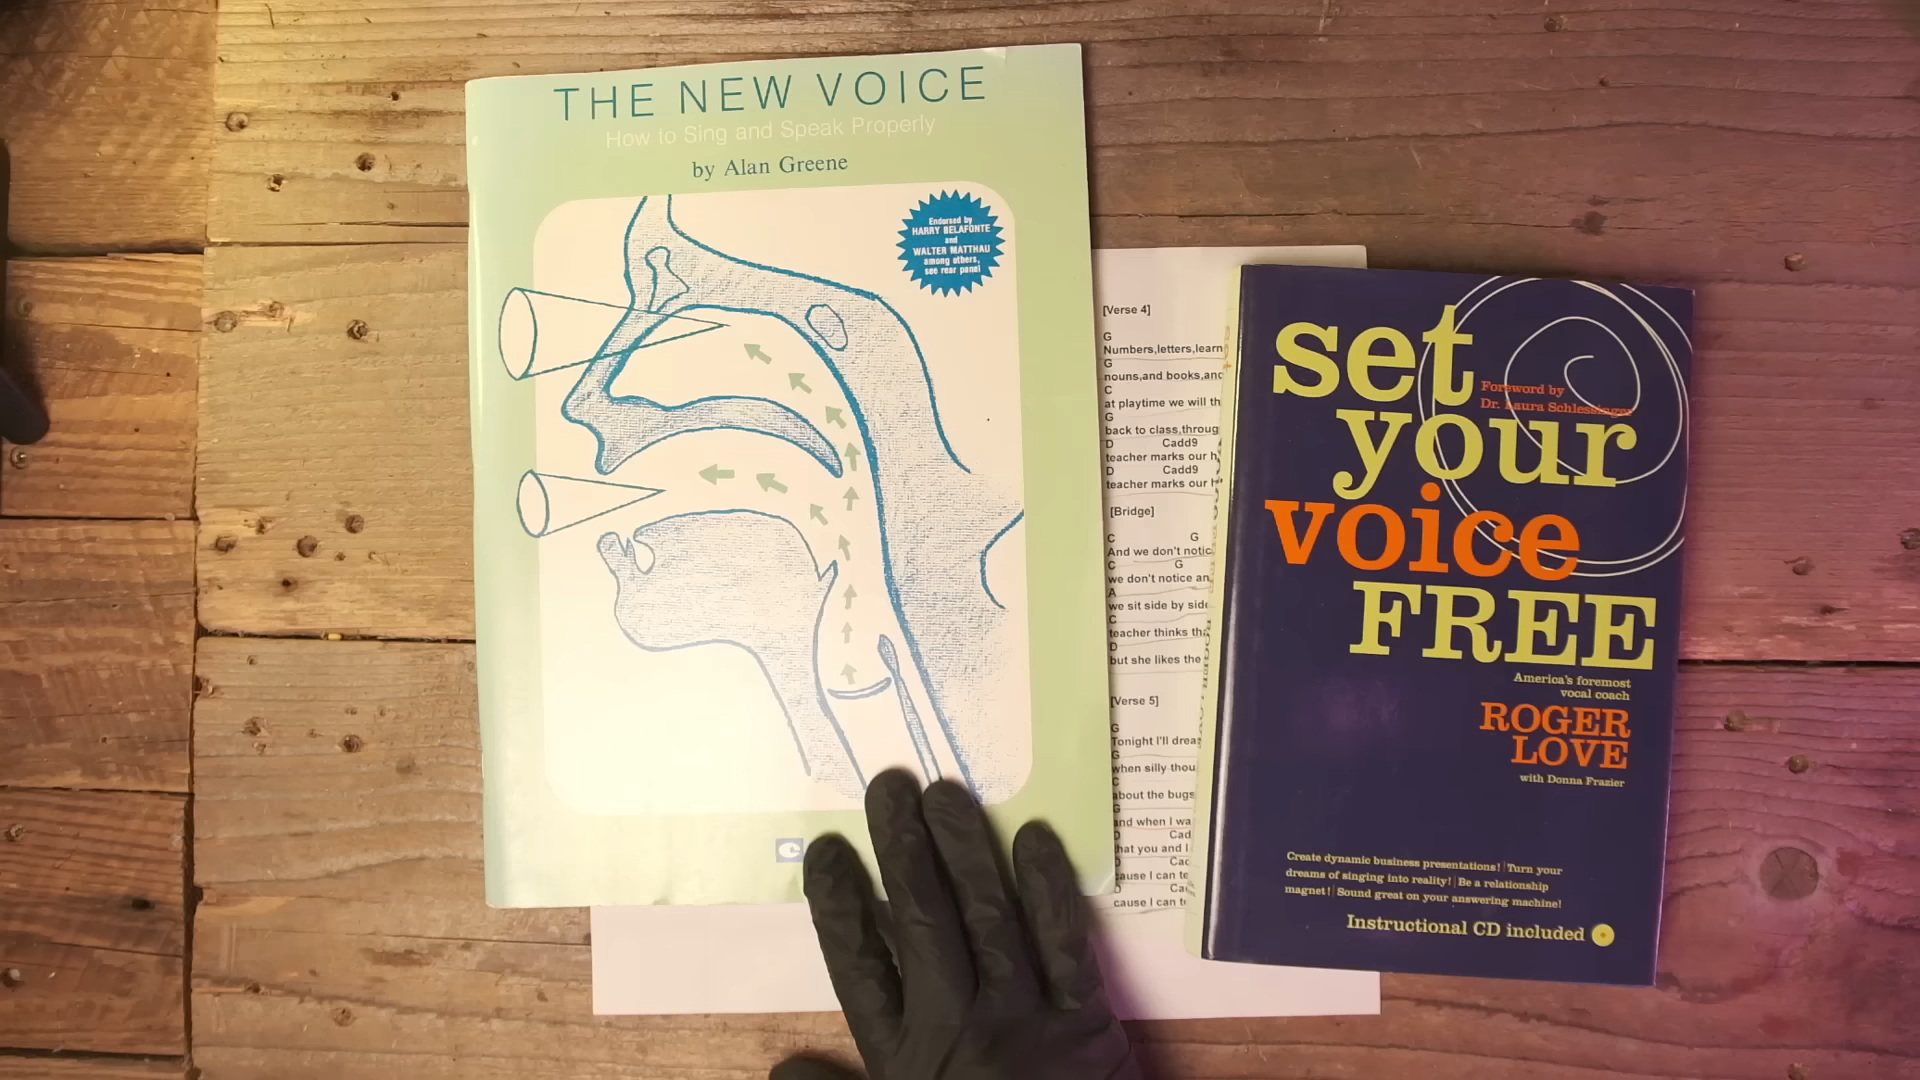 THE NEW VOICE
How to Sing and Speak Properly
by Alan Greene
Endorsed by
HARRY BELAFONTE
and
WALTER MATTHAU
among others,
see rear panel
[Verse 4]
G
Numbers,letters,learn
G
nouns,and books,and
C
at playtime we will th
G
back to class,throug
D Cadd9
teacher marks our h
D Cadd9
teacher marks our
[Bridge]
C G
And we don't notic
C G
we don't notice an
A
we sit side by side
C
teacher thinks tha
D
but she likes the
[Verse 5]
G
Tonight I'll drea
G
when silly thou
C
about the bugs
G
and when I wa
D Cad
that you and I
D Cac
cause I can te
D Ca
cause I can t
set
your
voice
FREE
Foreword by
Dr. Laura Schlessinger
America's foremost
vocal coach
ROGER
LOVE
with Donna Frazier
Create dynamic business presentations! | Turn your
dreams of singing into reality! | Be a relationship
magnet! | Sound great on your answering machine!
Instructional CD included